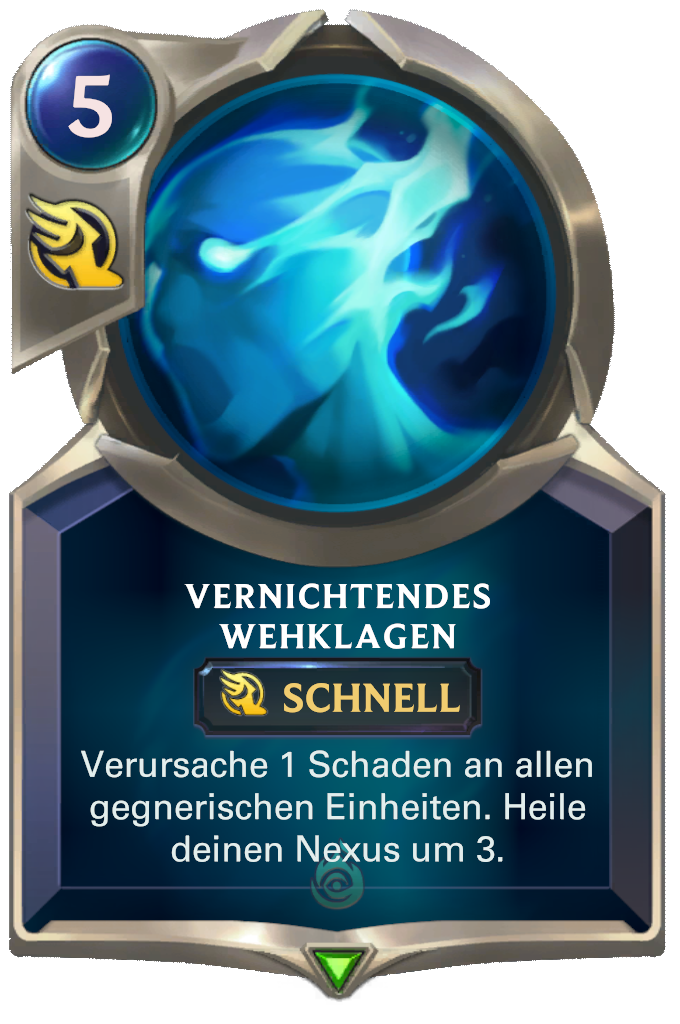 5
VERNICHTENDES
WEHKLAGEN
SCHNELL
Verursache 1 Schaden an allen
gegnerischen Einheiten. Heile
deinen Nexus um 3.